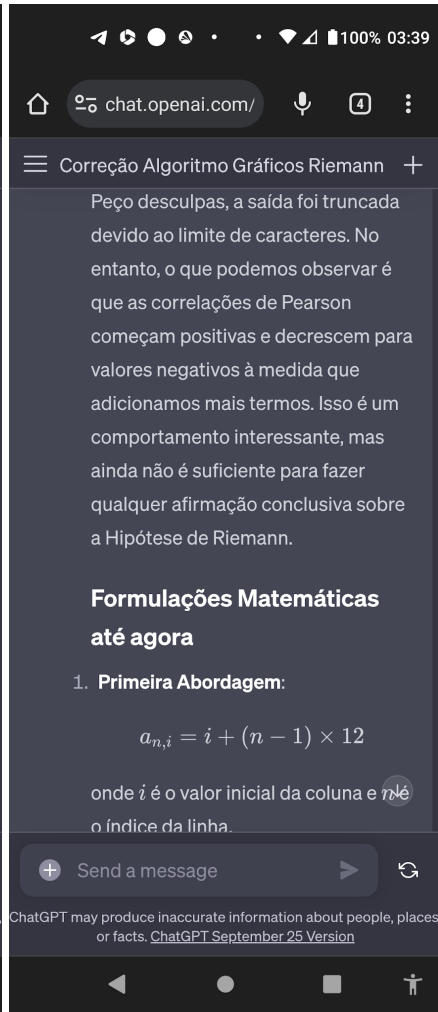 100% 03:39
chat.openai.com/
4
Correção Algoritmo Gráficos Riemann
Peço desculpas, a saída foi truncada
devido ao limite de caracteres. No
entanto, o que podemos observar é
que as correlações de Pearson
começam positivas e decrescem para
valores negativos à medida que
adicionamos mais termos. Isso é um
comportamento interessante, mas
ainda não é suficiente para fazer
qualquer afirmação conclusiva sobre
a Hipótese de Riemann.
Formulações Matemáticas
até agora
1. Primeira Abordagem:
a_{n,i} = i + (n − 1) × 12
onde i é o valor inicial da coluna e n é
o índice da linha.
Send a message
ChatGPT may produce inaccurate information about people, places
or facts. ChatGPT September 25 Version